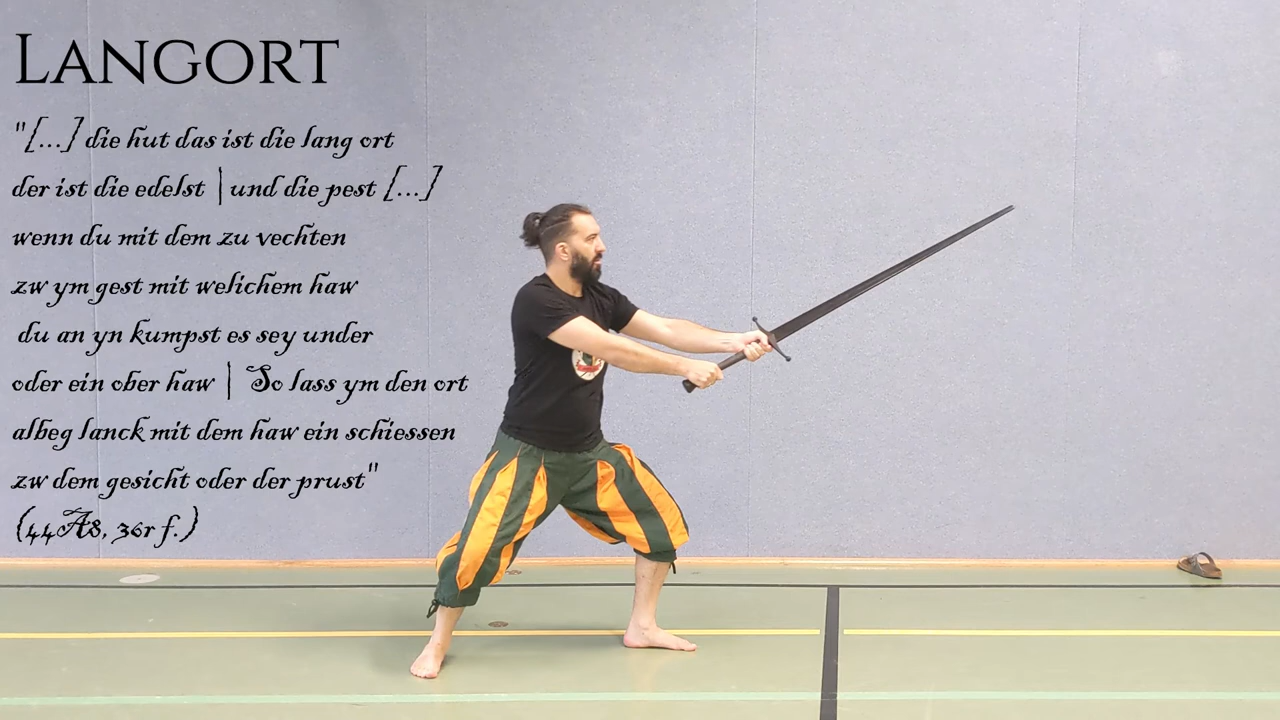 LANGORT
"[...] die hut das ist die lang ort
der ist die edelst | und die pest [...]
wenn du mit dem zu vechten
zw ym gest mit welichem haw
du an yn kumpst es sey under
oder ein ober haw | So lass ym den ort
albeg lanck mit dem haw ein schiessen
zw dem gesicht oder der prust"
(44A8, 36r f.)